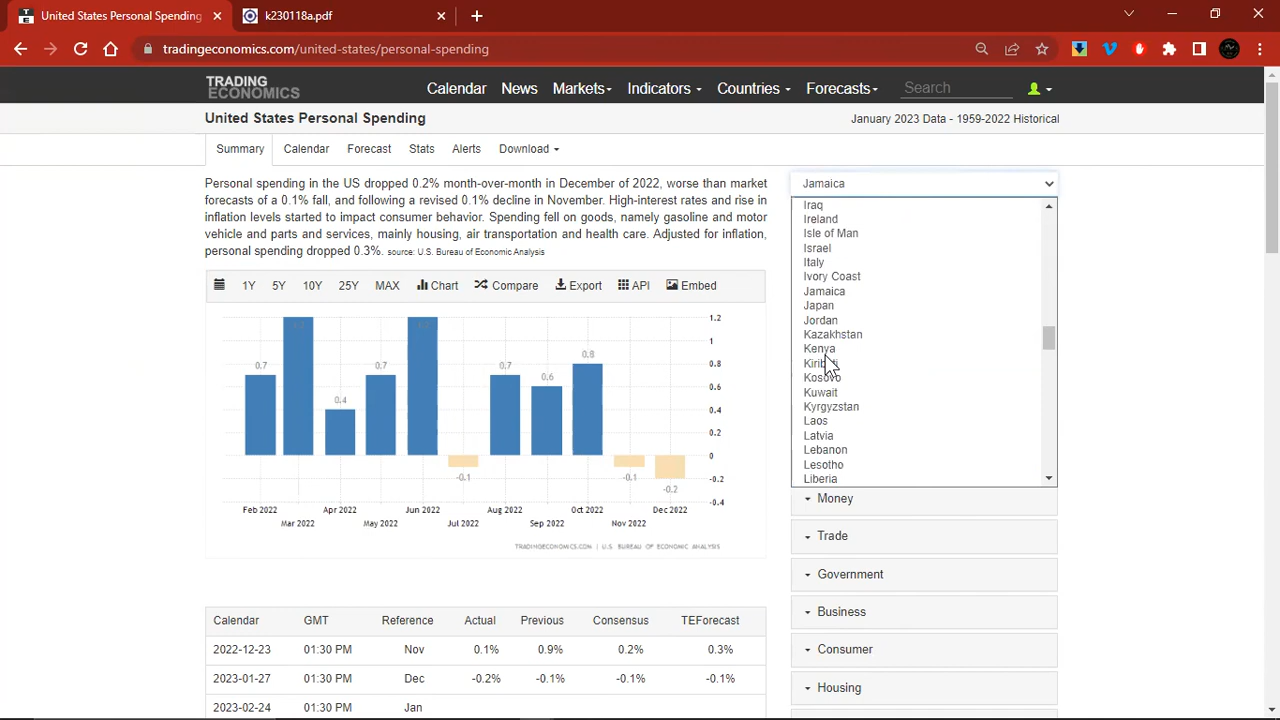 United States Personal Spending
k230118a.pdf
tradingeconomics.com/united-states/personal-spending
TRADING
ECONOMICS
Calendar News Markets Indicators Countries Forecasts Search
United States Personal Spending
January 2023 Data - 1959-2022 Historical
Summary Calendar Forecast Stats Alerts Download
Personal spending in the US dropped 0.2% month-over-month in December of 2022, worse than market
forecasts of a 0.1% fall, and following a revised 0.1% decline in November. High-interest rates and rise in
inflation levels started to impact consumer behavior. Spending fell on goods, namely gasoline and motor
vehicle and parts and services, mainly housing, air transportation and health care. Adjusted for inflation,
personal spending dropped 0.3%. source: U.S. Bureau of Economic Analysis
1Y 5Y 10Y 25Y MAX Chart Compare Export API Embed
1.2
1
0.8
0.6
0.4
0.2
0
-0.2
-0.4
0.7
0.4
0.7
0.7
0.6
0.8
-0.1
-0.1
-0.2
Feb 2022 Apr 2022 Jun 2022 Aug 2022 Oct 2022 Dec 2022
Mar 2022 May 2022 Jul 2022 Sep 2022 Nov 2022
TRADINGECONOMICS.COM | U.S. BUREAU OF ECONOMIC ANALYSIS
Calendar GMT Reference Actual Previous Consensus TEForecast
2022-12-23 01:30 PM Nov 0.1% 0.9% 0.2% 0.3%
2023-01-27 01:30 PM Dec -0.2% -0.1% -0.1% -0.1%
2023-02-24 01:30 PM Jan
Jamaica
Iraq
Ireland
Isle of Man
Israel
Italy
Ivory Coast
Jamaica
Japan
Jordan
Kazakhstan
Kenya
Kiribati
Kosovo
Kuwait
Kyrgyzstan
Laos
Latvia
Lebanon
Lesotho
Liberia
Money
Trade
Government
Business
Consumer
Housing